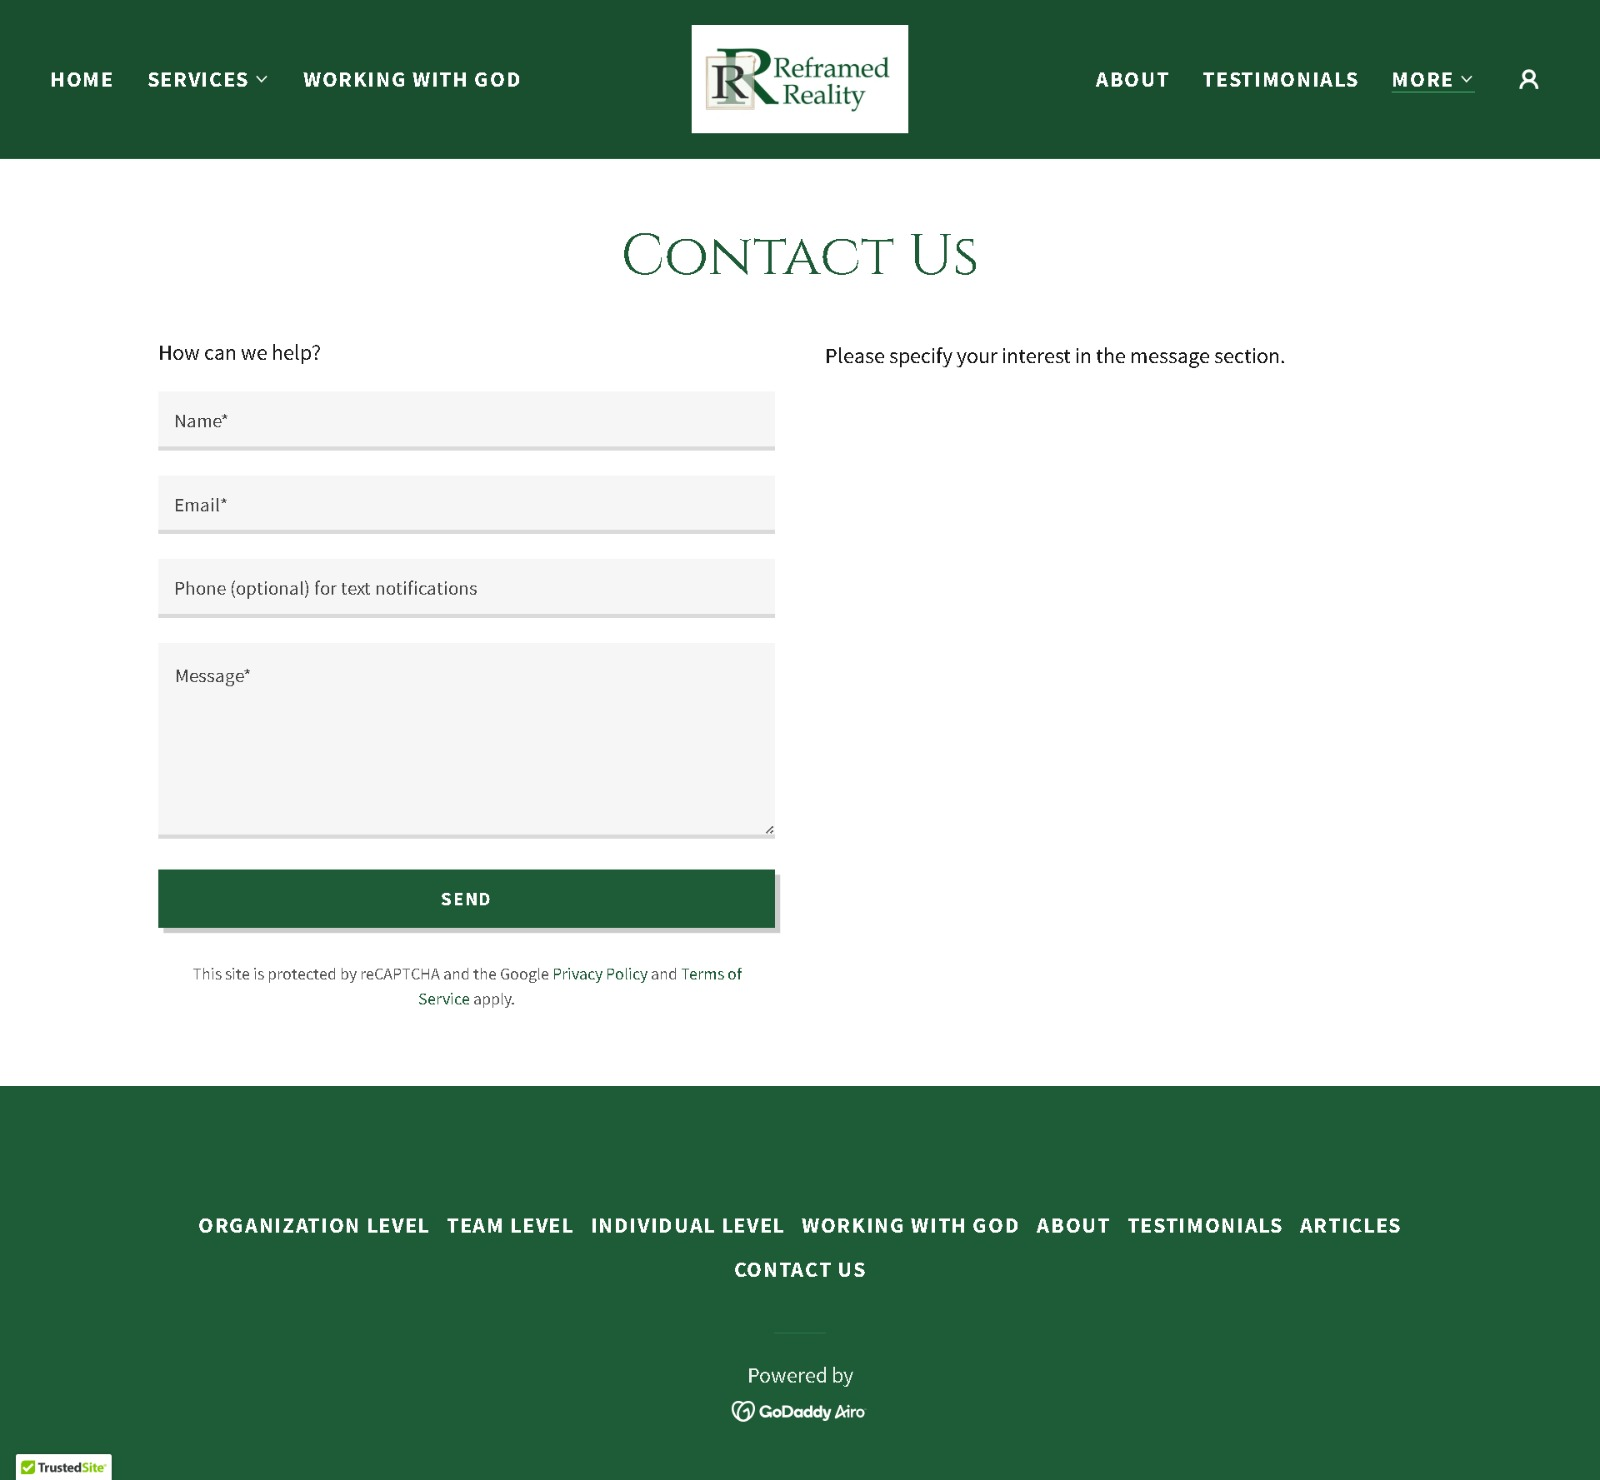 HOME SERVICES WORKING WITH GOD
RR Reframed
Reality
ABOUT TESTIMONIALS MORE
Contact Us
How can we help?
Please specify your interest in the message section.
Name*
Email*
Phone (optional) for text notifications
Message*
SEND
This site is protected by reCAPTCHA and the Google Privacy Policy and Terms of
Service apply.
ORGANIZATION LEVEL TEAM LEVEL INDIVIDUAL LEVEL WORKING WITH GOD ABOUT TESTIMONIALS ARTICLES
CONTACT US
Powered by
GoDaddy Airo
TrustedSite